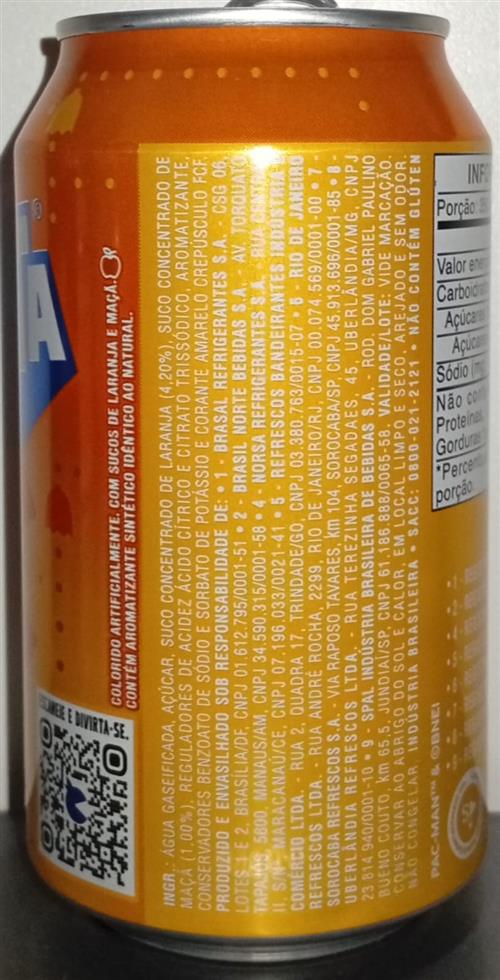 ®
A
COLORIDO ARTIFICIALMENTE. COM SUCOS DE LARANJA E MAÇÃ.
CONTÉM AROMATIZANTE SINTÉTICO IDÊNTICO AO NATURAL.
ESCANEIE E DIVIRTA-SE.
INGR.: ÁGUA GASEIFICADA, AÇÚCAR, SUCO CONCENTRADO DE LARANJA (4,20%), SUCO CONCENTRADO DE
MAÇÃ (1,00%), REGULADORES DE ACIDEZ ÁCIDO CÍTRICO E CITRATO TRISSÓDICO, AROMATIZANTE,
CONSERVADORES BENZOATO DE SÓDIO E SORBATO DE POTÁSSIO E CORANTE AMARELO CREPÚSCULO FCF.
PRODUZIDO E ENVASILHADO SOB RESPONSABILIDADE DE: • 1 - BRASAL REFRIGERANTES S.A. CSG 06,
LOTES 1 E 2, BRASÍLIA/DF, CNPJ 01.612.795/0001-51 • 2 - BRASIL NORTE BEBIDAS S.A. AV. TORQUATO
TAPAJÓS, 5600, MANAUS/AM, CNPJ 34.590.315/0001-58 • 4 - NORSA REFRIGERANTES S.A. RUA
II, S/Nº, MARACANAÚ/CE, CNPJ 07.196.033/0021-41 • 5 - REFRESCOS BANDEIRANTES INDÚSTRIA E
COMÉRCIO LTDA. - RUA 2, QUADRA 17, TRINDADE/GO, CNPJ 03.380.763/0015-07 • 6 - RIO DE JANEIRO
REFRESCOS LTDA. - RUA ANDRÉ ROCHA, 2299, RIO DE JANEIRO/RJ, CNPJ 00.074.569/0001-00 • 7 -
SOROCABA REFRESCOS S.A. - VIA RAPOSO TAVARES, km 104, SOROCABA/SP, CNPJ 45.913.696/0001-85 • 8 -
UBERLÂNDIA REFRESCOS LTDA. - RUA TEREZINHA SEGADAES, 45, UBERLÂNDIA/MG, CNPJ
23.814.940/0001-10 • 9 - SPAL INDÚSTRIA BRASILEIRA DE BEBIDAS S.A. - ROD. DOM GABRIEL PAULINO
BUENO COUTO, km 65,5, JUNDIAÍ/SP, CNPJ 61.186.888/0065-58. VALIDADE/LOTE: VIDE MARCAÇÃO.
CONSERVAR AO ABRIGO DO SOL E CALOR, EM LOCAL LIMPO E SECO, AREJADO E SEM ODOR.
NÃO CONGELAR. INDÚSTRIA BRASILEIRA • SACC: 0800-021-2121 • NÃO CONTÉM GLÚTEN
Porção:
Valor
Carboidra
Açúcares
Açúcare
Sódio (mg
Não con
Proteínas,
Gorduras
*Percen
porção.
PAC-MAN™ & ©BNEI